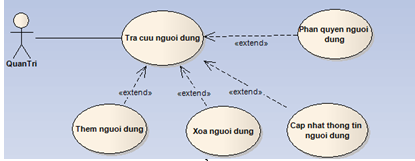 Phan quyen nguoi
dung
Tra cuu nguoi dung
«extend»
QuanTri
«extend»
«extend»
«extend»
Them nguoi dung
Xoa nguoi dung
Cap nhat thong tin
nguoi dung